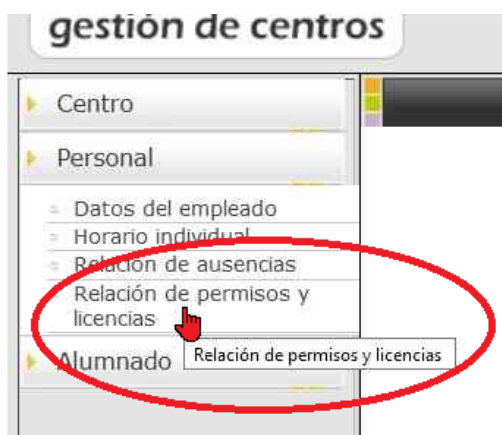 gestión de centros
Centro
Personal
Datos del empleado
Horario individual
Relación de ausencias
Relación de permisos y
licencias
Relación de permisos y licencias
Alumnado